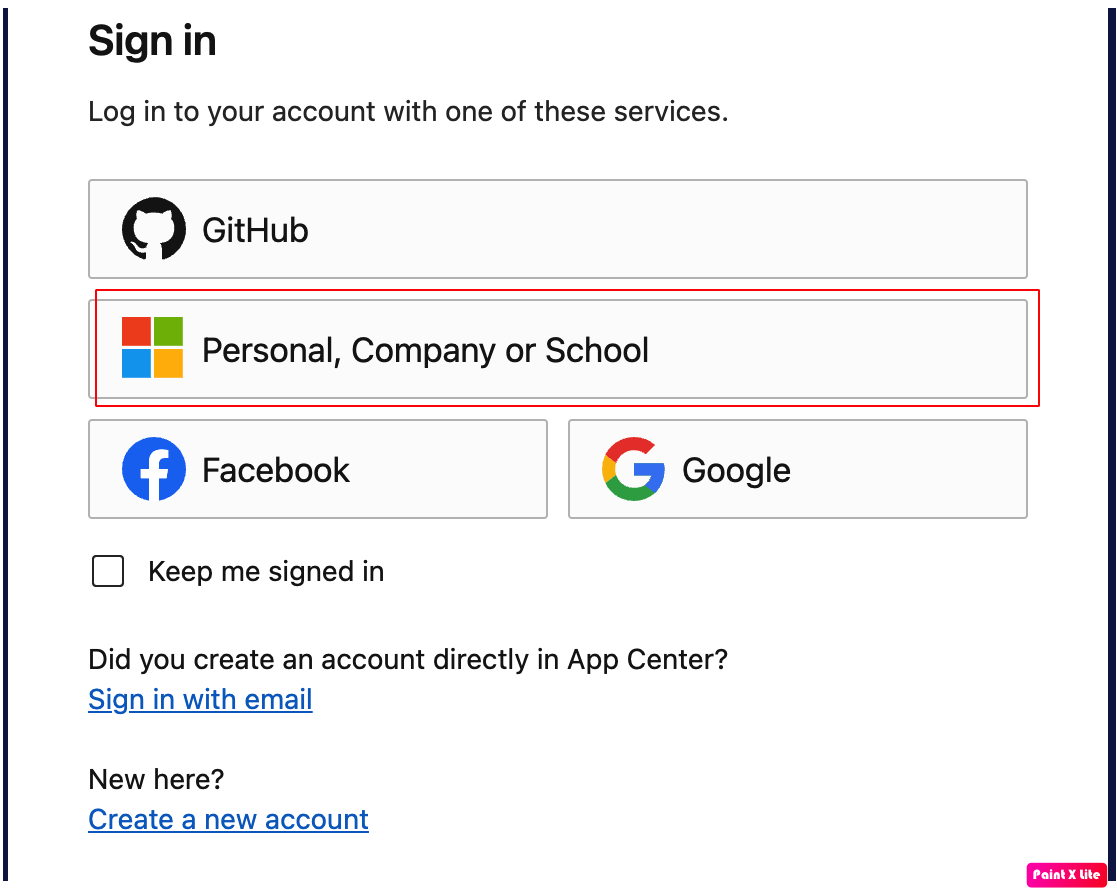 Sign in
Log in to your account with one of these services.
GitHub
Personal, Company or School
Facebook
Google
Keep me signed in
Did you create an account directly in App Center?
Sign in with email
New here?
Create a new account
Paint X Lite